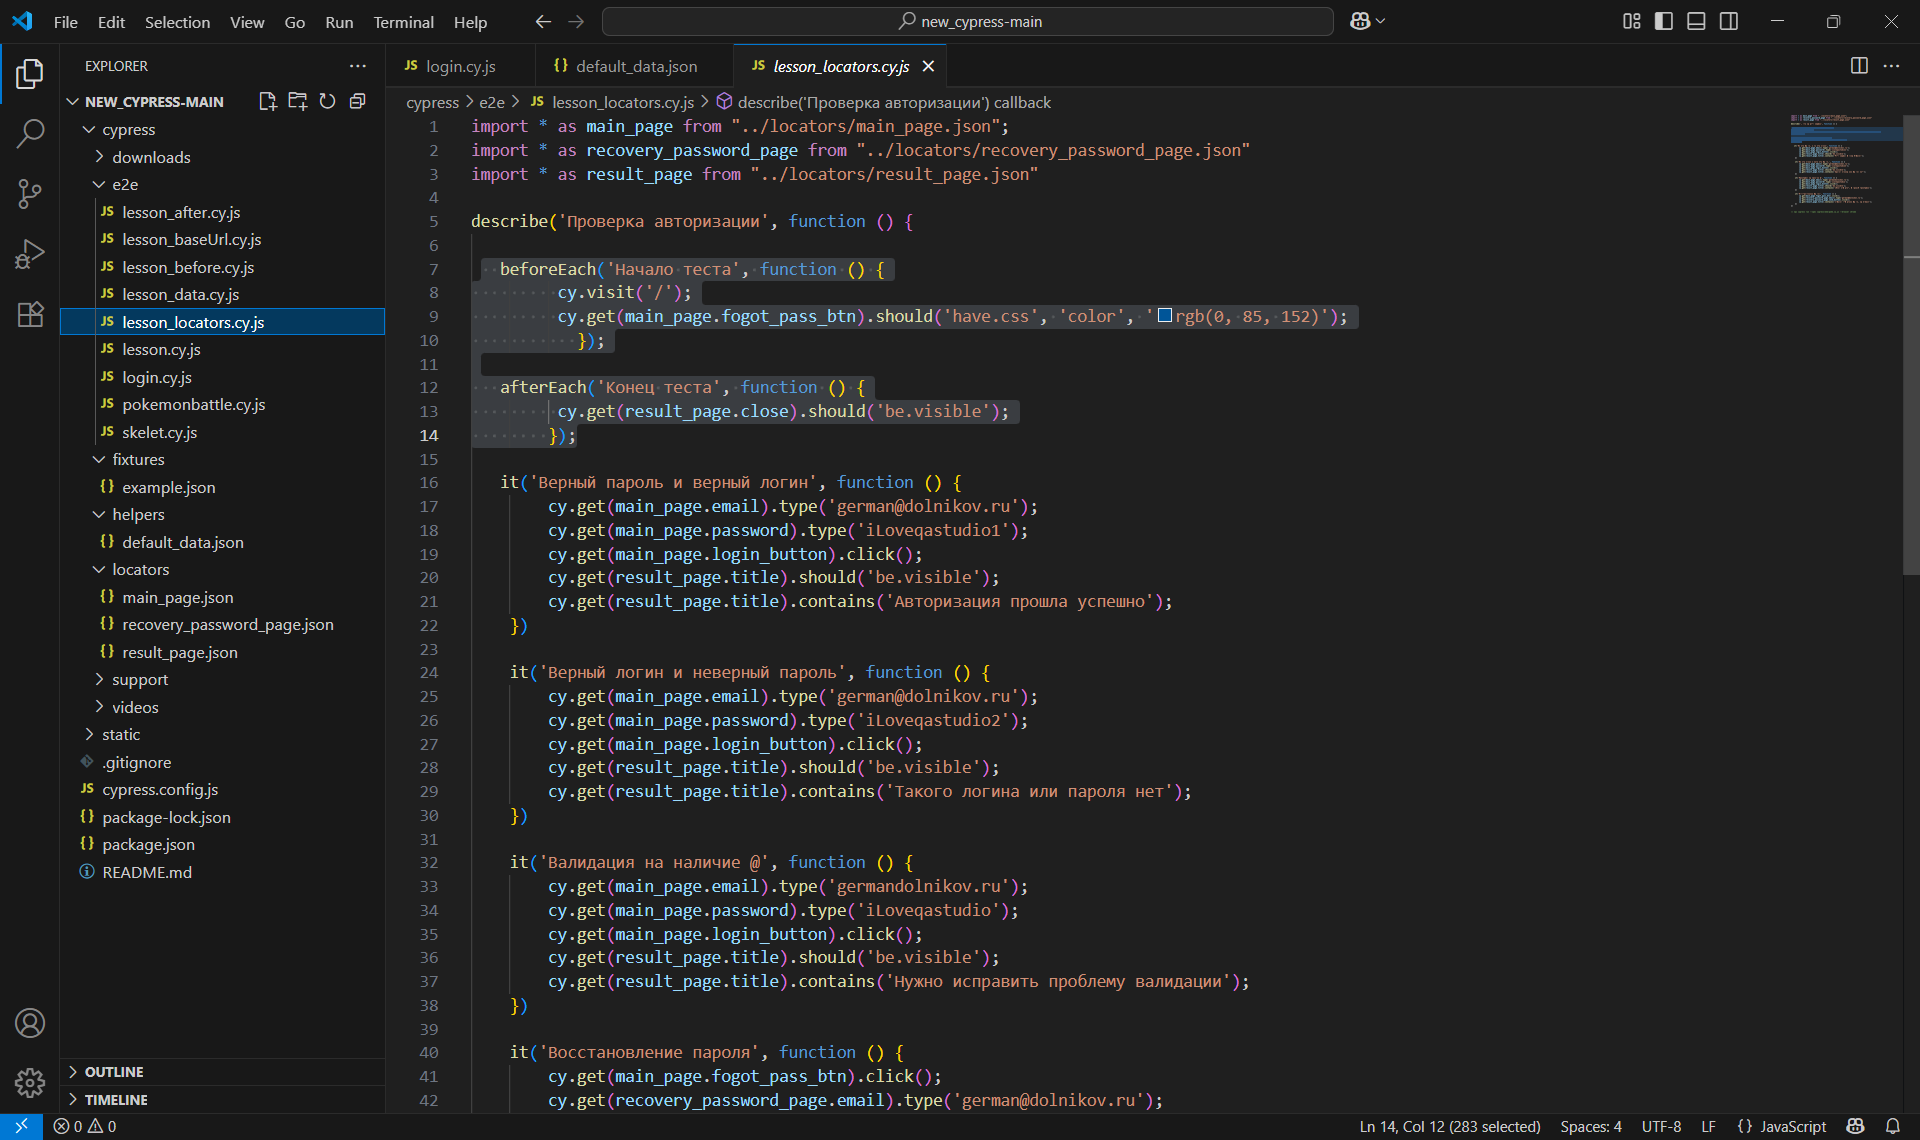 File Edit Selection View Go Run Terminal Help new_cypress-main
EXPLORER
NEW_CYPRESS-MAIN
cypress
downloads
e2e
JS lesson_after.cy.js
JS lesson_baseUrl.cy.js
JS lesson_before.cy.js
JS lesson_data.cy.js
JS lesson_locators.cy.js
JS lesson.cy.js
JS login.cy.js
JS pokemonbattle.cy.js
JS skelet.cy.js
fixtures
{} example.json
helpers
{} default_data.json
locators
{} main_page.json
{} recovery_password_page.json
{} result_page.json
support
videos
static
.gitignore
JS cypress.config.js
{} package-lock.json
{} package.json
README.md
OUTLINE
TIMELINE
JS login.cy.js {} default_data.json JS lesson_locators.cy.js
cypress > e2e > JS lesson_locators.cy.js > describe('Проверка авторизации') callback
1 import * as main_page from "../locators/main_page.json";
2 import * as recovery_password_page from "../locators/recovery_password_page.json"
3 import * as result_page from "../locators/result_page.json"
4
5 describe('Проверка авторизации', function () {
6
7 beforeEach('Начало теста', function () {
8 cy.visit('/');
9 cy.get(main_page.fogot_pass_btn).should('have.css', 'color', 'rgb(0, 85, 152)');
10 });
11
12 afterEach('Конец теста', function () {
13 cy.get(result_page.close).should('be.visible');
14 });
15
16 it('Верный пароль и верный логин', function () {
17 cy.get(main_page.email).type('german@dolnikov.ru');
18 cy.get(main_page.password).type('iLoveqastudio1');
19 cy.get(main_page.login_button).click();
20 cy.get(result_page.title).should('be.visible');
21 cy.get(result_page.title).contains('Авторизация прошла успешно');
22 })
23
24 it('Верный логин и неверный пароль', function () {
25 cy.get(main_page.email).type('german@dolnikov.ru');
26 cy.get(main_page.password).type('iLoveqastudio2');
27 cy.get(main_page.login_button).click();
28 cy.get(result_page.title).should('be.visible');
29 cy.get(result_page.title).contains('Такого логина или пароля нет');
30 })
31
32 it('Валидация на наличие @', function () {
33 cy.get(main_page.email).type('germandolnikov.ru');
34 cy.get(main_page.password).type('iLoveqastudio');
35 cy.get(main_page.login_button).click();
36 cy.get(result_page.title).should('be.visible');
37 cy.get(result_page.title).contains('Нужно исправить проблему валидации');
38 })
39
40 it('Восстановление пароля', function () {
41 cy.get(main_page.fogot_pass_btn).click();
42 cy.get(recovery_password_page.email).type('german@dolnikov.ru');
0 0 Ln 14, Col 12 (283 selected) Spaces: 4 UTF-8 LF {} JavaScript